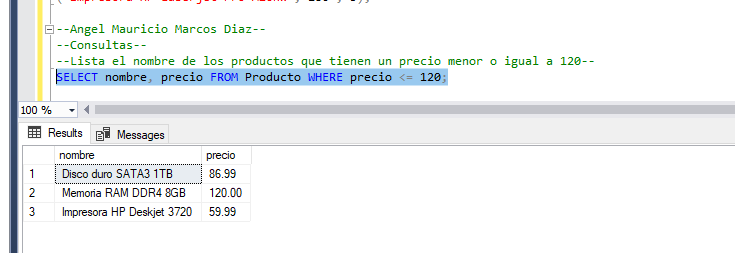 --Angel Mauricio Marcos Diaz--
--Consultas--
--Lista el nombre de los productos que tienen un precio menor o igual a 120--
SELECT nombre, precio FROM Producto WHERE precio <= 120;
100 %
Results Messages
nombre precio
1 Disco duro SATA3 1TB 86.99
2 Memoria RAM DDR4 8GB 120.00
3 Impresora HP Deskjet 3720 59.99